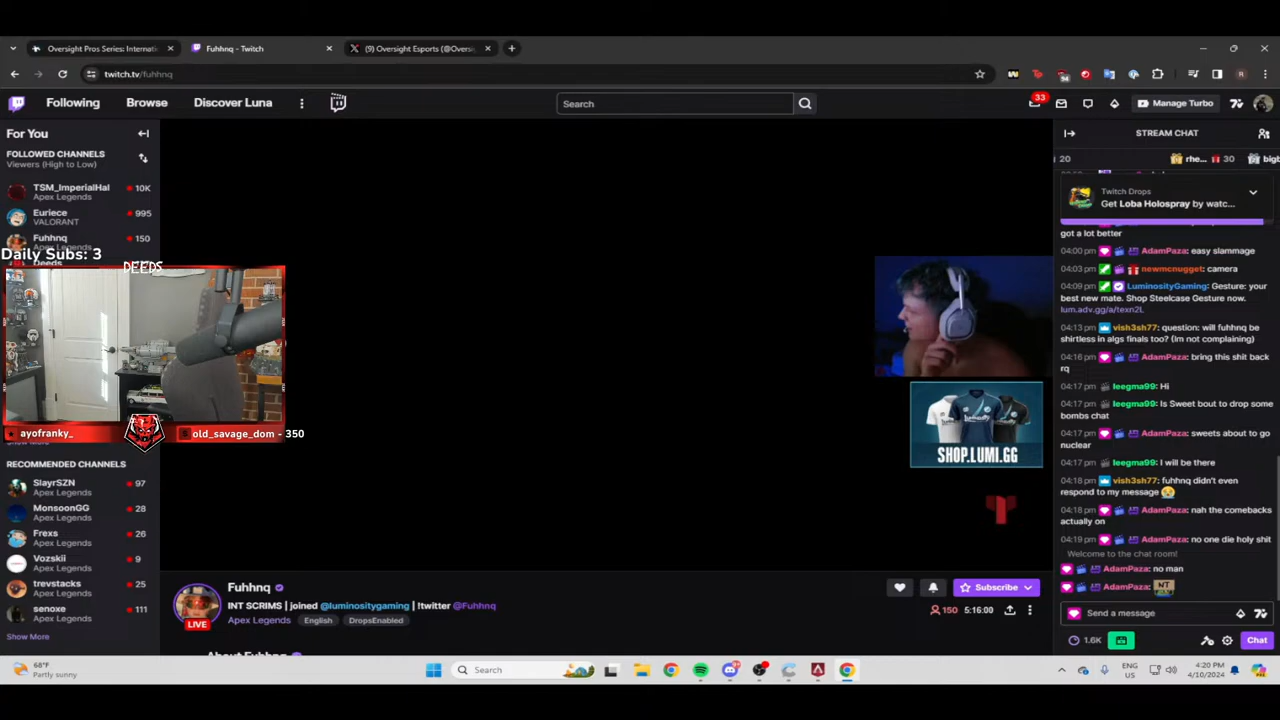 Oversight Pros Series: Internatio
Fuhhnq - Twitch
(9) Oversight Esports (@Oversi
twitch.tv/fuhhnq
Following
Browse
Discover Luna
Search
33
Manage Turbo
For You
FOLLOWED CHANNELS
Viewers (High to Low)
TSM_ImperialHal
10K
Apex Legends
Euriece
995
VALORANT
Fuhhnq
150
Apex Legends
Daily Subs: 3
DEEDS
ayofranky_
old_savage_dom - 350
RECOMMENDED CHANNELS
SlayrSZN
97
Apex Legends
MonsoonGG
28
Apex Legends
Frexs
26
Apex Legends
Vozskii
9
Apex Legends
trevstacks
25
Apex Legends
senoxe
111
Apex Legends
Show More
SHOP.LUMI.GG
Fuhhnq
INT SCRIMS | joined @luminositygaming | !twitter @Fuhhnq
Apex Legends
English
DropsEnabled
LIVE
Subscribe
150
5:16:00
About Fuhhnq
STREAM CHAT
20
rhe...
30
bigb
Twitch Drops
Get Loba Holospray by watc...
got a lot better
04:00 pm AdamPaza: easy slammage
04:03 pm newmcnugget: camera
04:09 pm LuminosityGaming: Gesture: your
best new mate. Shop Steelcase Gesture now.
lum.adv.gg/a/texn2L
04:13 pm vish3sh77: question: will fuhhnq be
shirtless in algs finals too? (Im not complaining)
04:16 pm AdamPaza: bring this shit back
rq
04:17 pm leegma99: Hi
04:17 pm leegma99: Is Sweet bout to drop some
bombs chat
04:17 pm AdamPaza: sweets about to go
nuclear
04:17 pm leegma99: I will be there
04:18 pm vish3sh77: fuhhnq didn't even
respond to my message
04:18 pm AdamPaza: nah the comebacks
actually on
04:19 pm AdamPaza: no one die holy shit
Welcome to the chat room!
AdamPaza: no man
AdamPaza: NT
Send a message
1.6K
Chat
68°F
Partly sunny
Search
ENG
US
4:20 PM
4/10/2024